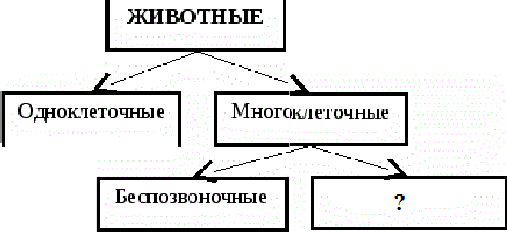 ЖИВОТНЫЕ
Одноклеточные
Многоклеточные
Беспозвоночные
?